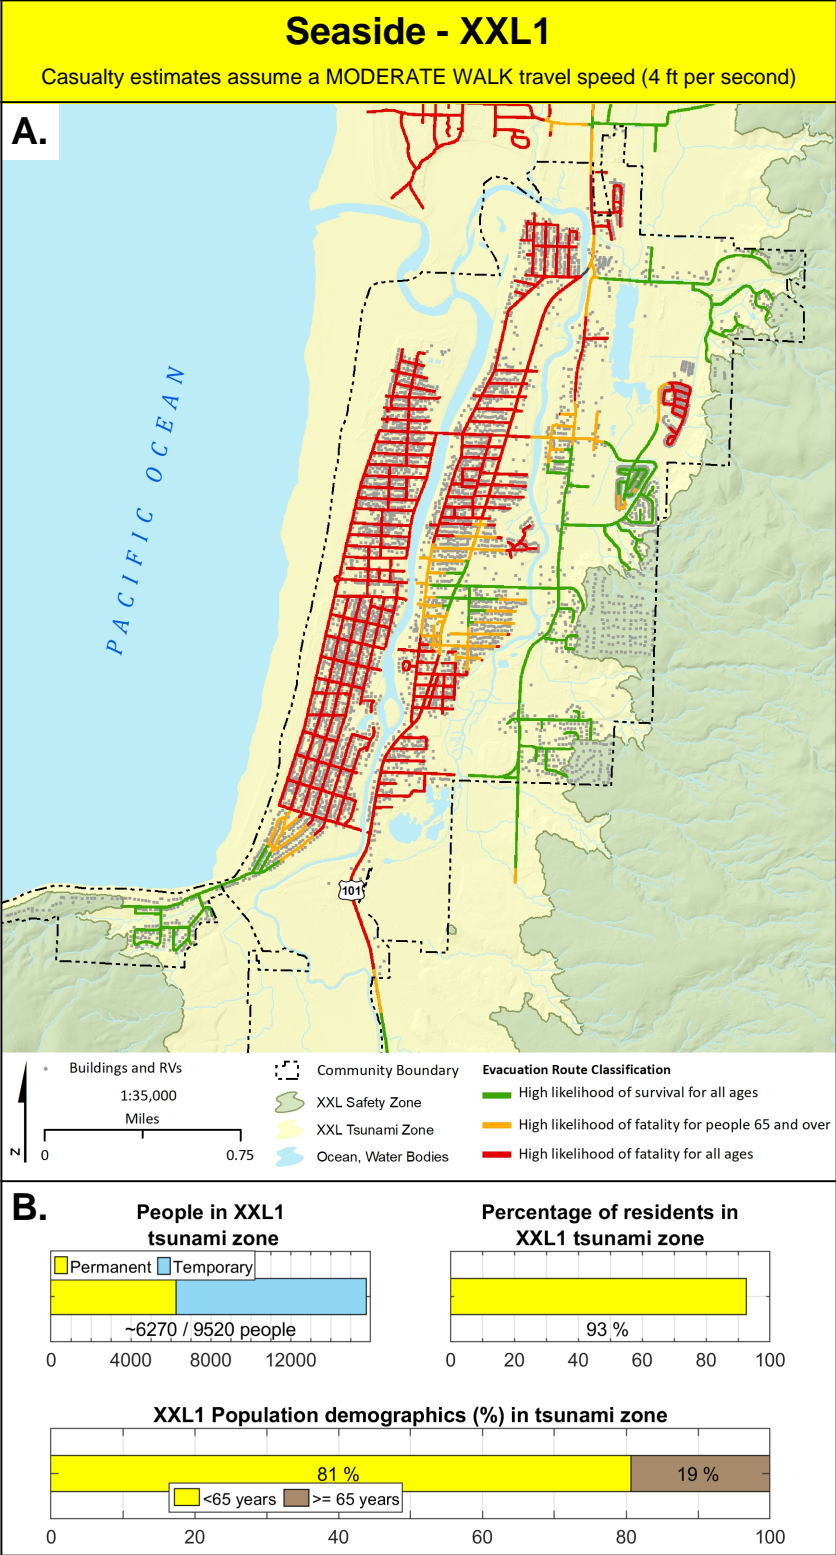 Seaside - XXL1
Casualty estimates assume a MODERATE WALK travel speed (4 ft per second)
A.
PACIFIC OCEAN
101
Buildings and RVs
1:35,000
Miles
0 0.75
N
Community Boundary
XXL Safety Zone
XXL Tsunami Zone
Ocean, Water Bodies
Evacuation Route Classification
High likelihood of survival for all ages
High likelihood of fatality for people 65 and over
High likelihood of fatality for all ages
B.
People in XXL1
tsunami zone
Permanent Temporary
~6270 / 9520 people
0 4000 8000 12000
Percentage of residents in
XXL1 tsunami zone
93 %
0 20 40 60 80 100
XXL1 Population demographics (%) in tsunami zone
81 % 19 %
<65 years >= 65 years
0 20 40 60 80 100